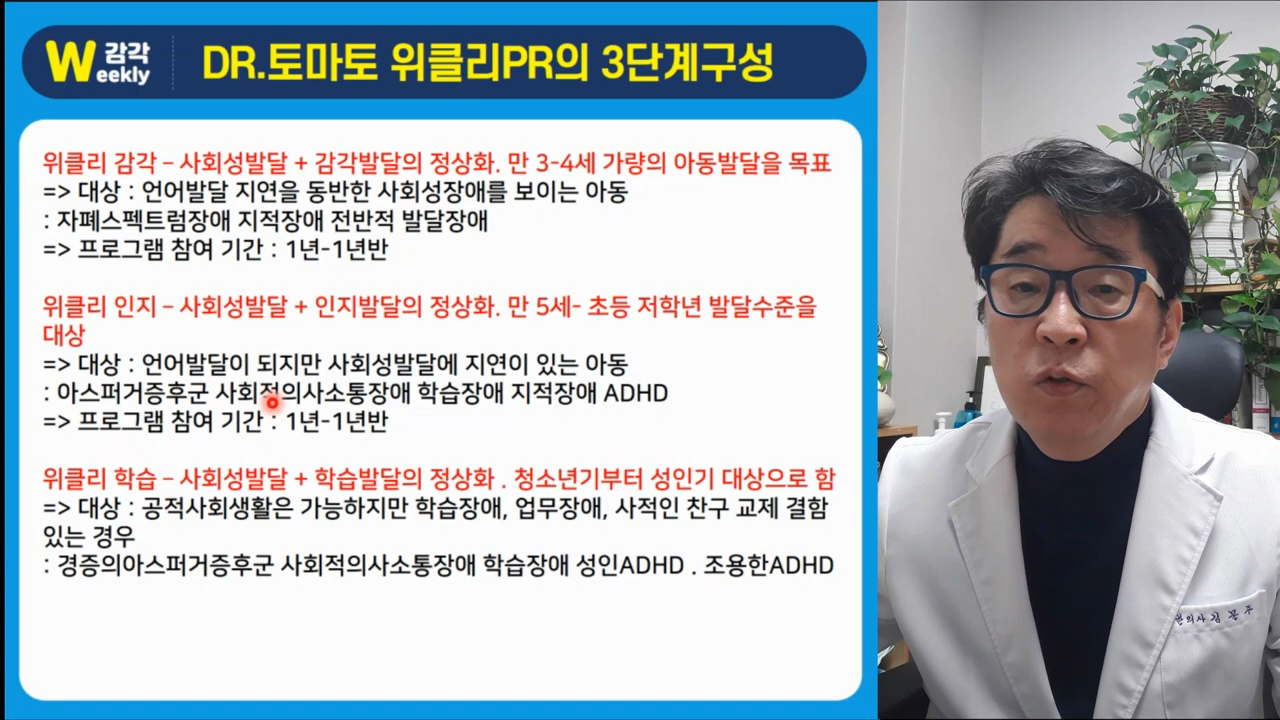 W 감각
eekly
DR.토마토 위클리PR의 3단계구성
위클리 감각 – 사회성발달 + 감각발달의 정상화. 만 3-4세 가량의 아동발달을 목표
=> 대상 : 언어발달 지연을 동반한 사회성장애를 보이는 아동
: 자폐스펙트럼장애 지적장애 전반적 발달장애
=> 프로그램 참여 기간 : 1년-1년반
위클리 인지 – 사회성발달 + 인지발달의 정상화. 만 5세- 초등 저학년 발달수준을
대상
=> 대상 : 언어발달이 되지만 사회성발달에 지연이 있는 아동
: 아스퍼거증후군 사회적의사소통장애 학습장애 지적장애 ADHD
=> 프로그램 참여 기간 : 1년-1년반
위클리 학습 – 사회성발달 + 학습발달의 정상화 . 청소년기부터 성인기 대상으로 함
=> 대상 : 공적사회생활은 가능하지만 학습장애, 업무장애, 사적인 찬구 교제 결함
있는 경우
: 경증의아스퍼거증후군 사회적의사소통장애 학습장애 성인ADHD . 조용한ADHD
한의사 김문주